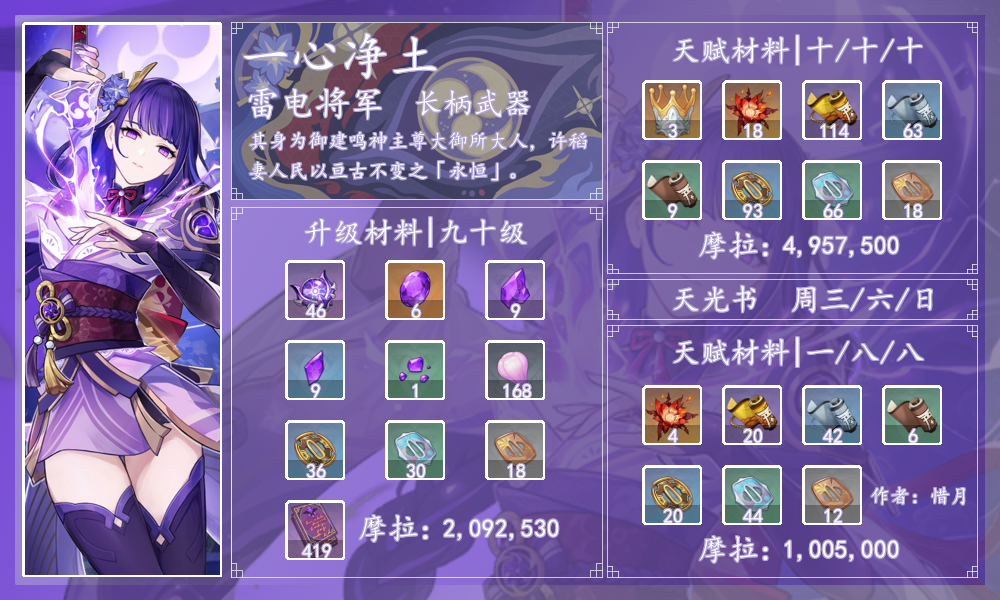 一心净土
雷电将军 长柄武器
其身为御建鸣神主尊大御所大人，许稻
妻人民以亘古不变之「永恒」。
升级材料|九十级
46 6 9
9 1 168
36 30 18
419 摩拉：2,092,530
天赋材料|十/十/十
3 18 114 63
9 93 66 18
摩拉：4,957,500
天光书 周三/六/日
天赋材料|一/八/八
4 20 42 6
20 44 12 作者：惜月
摩拉：1,005,000